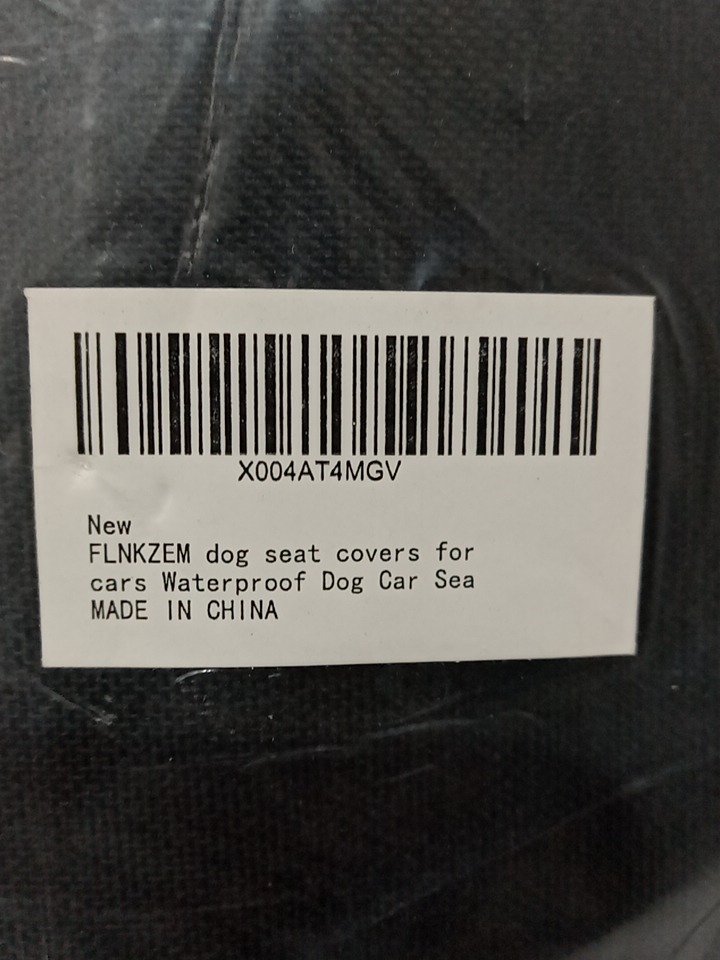 X004AT4MGV
New
FLNKZEM dog seat covers for
cars Waterproof Dog Car Sea
MADE IN CHINA